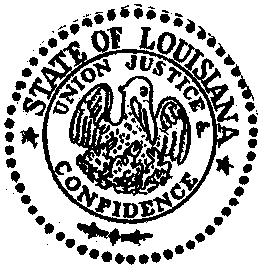 STATE OF LOUISIANA
UNION JUSTICE &
CONFIDENCE